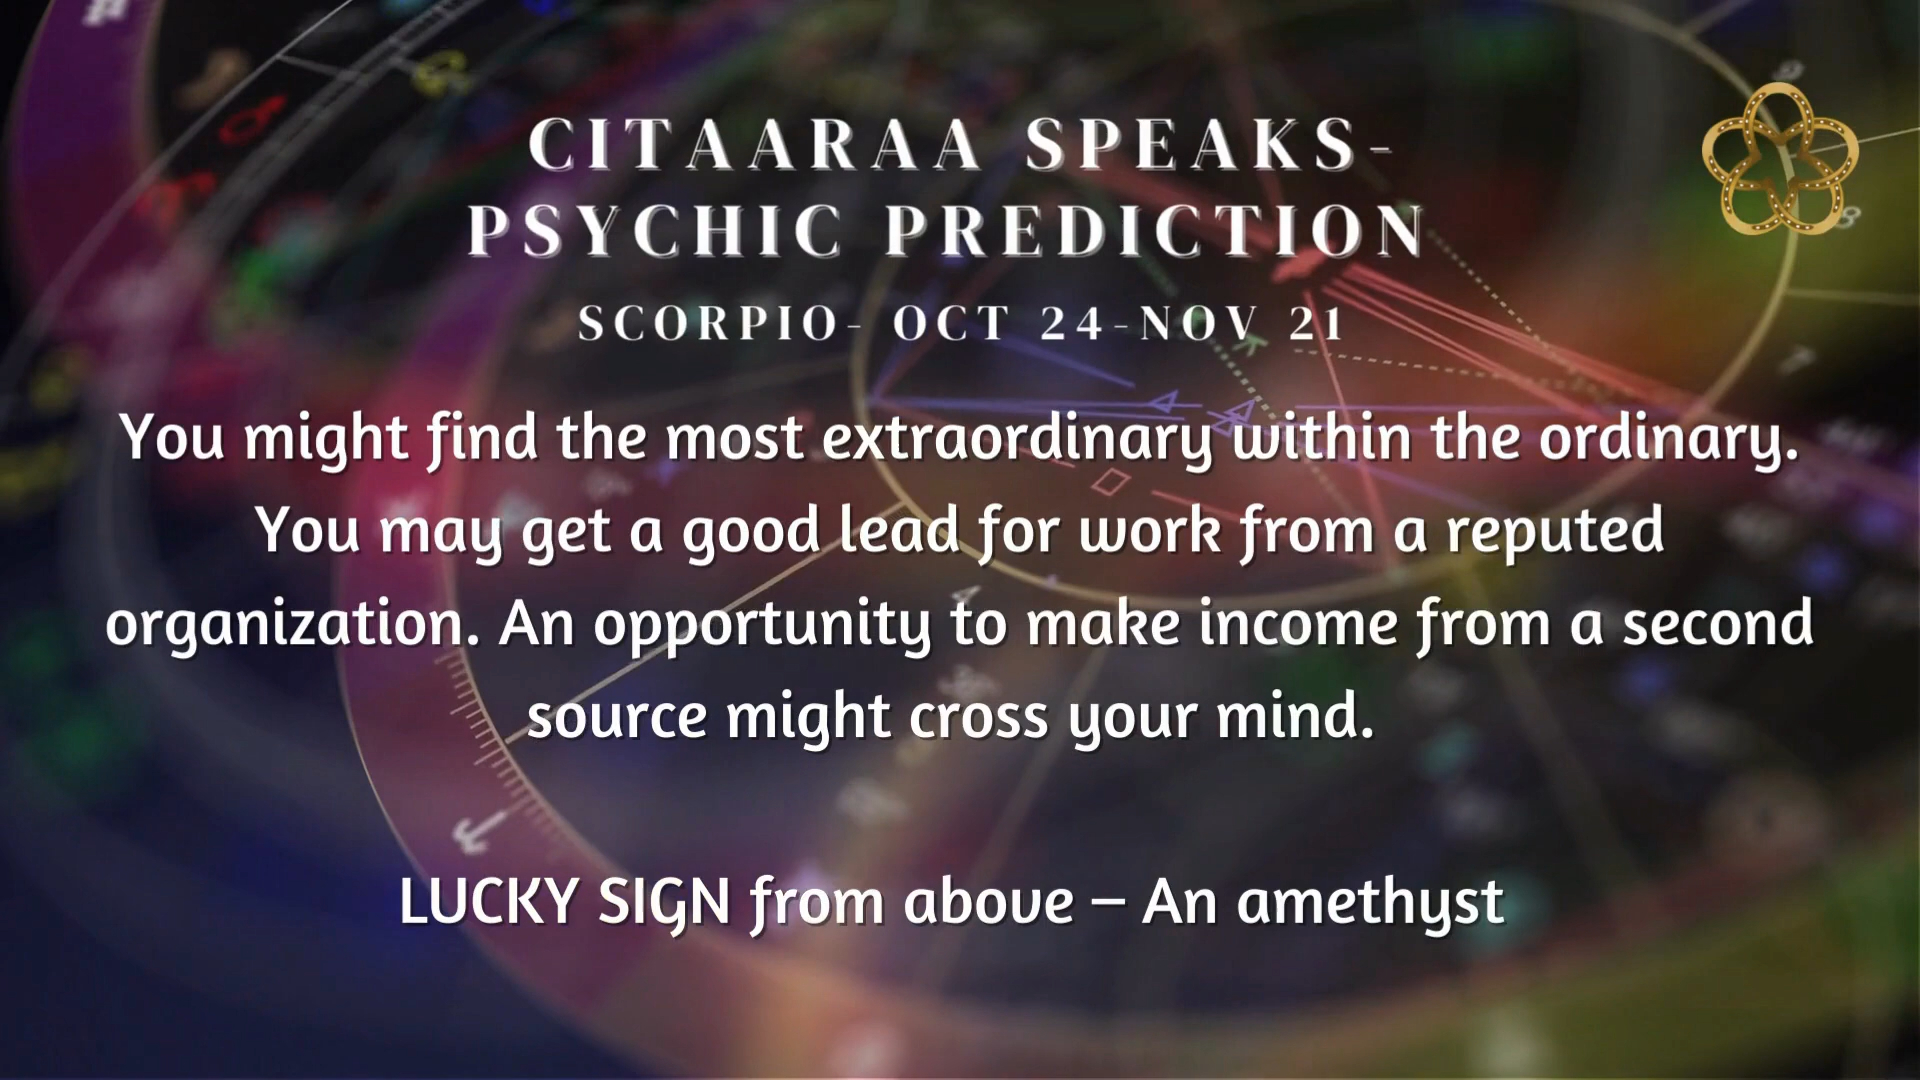 CITAARAA SPEAKS-
PSYCHIC PREDICTION
SCORPIO- OCT 24-NOV 21
You might find the most extraordinary within the ordinary.
You may get a good lead for work from a reputed
organization. An opportunity to make income from a second
source might cross your mind.
LUCKY SIGN from above – An amethyst